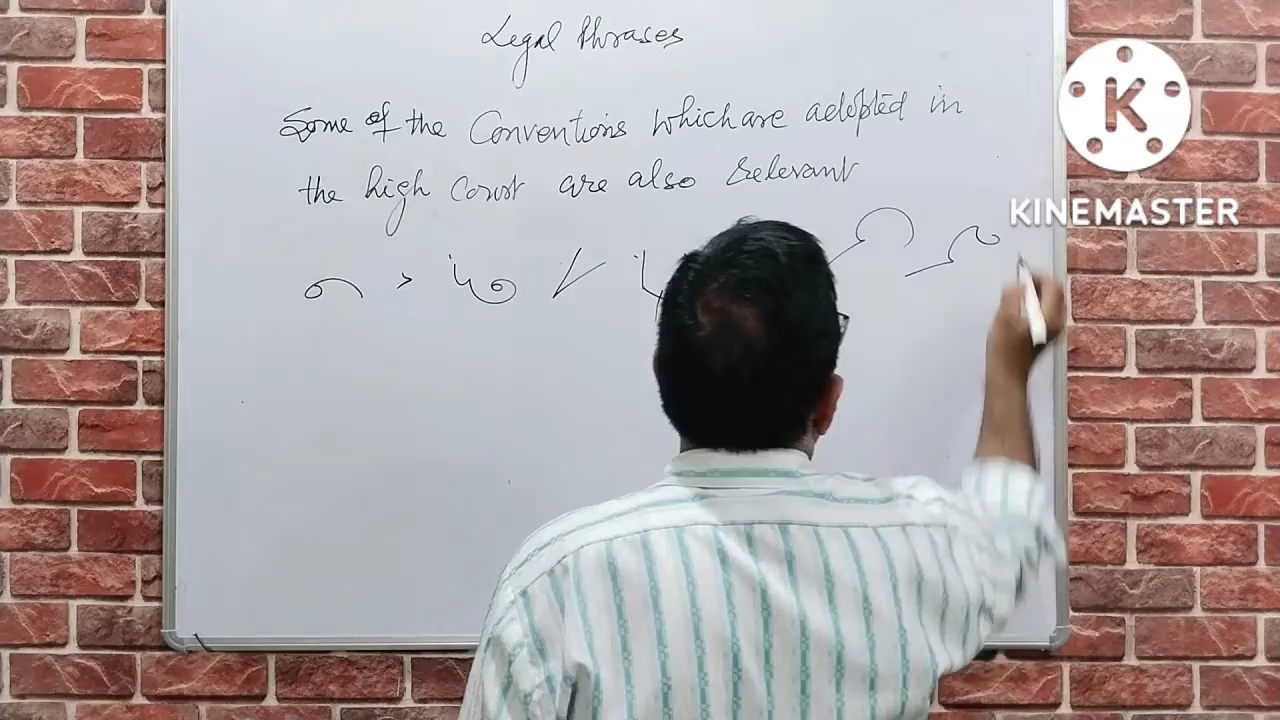 Legal Phrases
Some of the Conventions which are adopted in
the high Court are also relevant
K
KINEMASTER